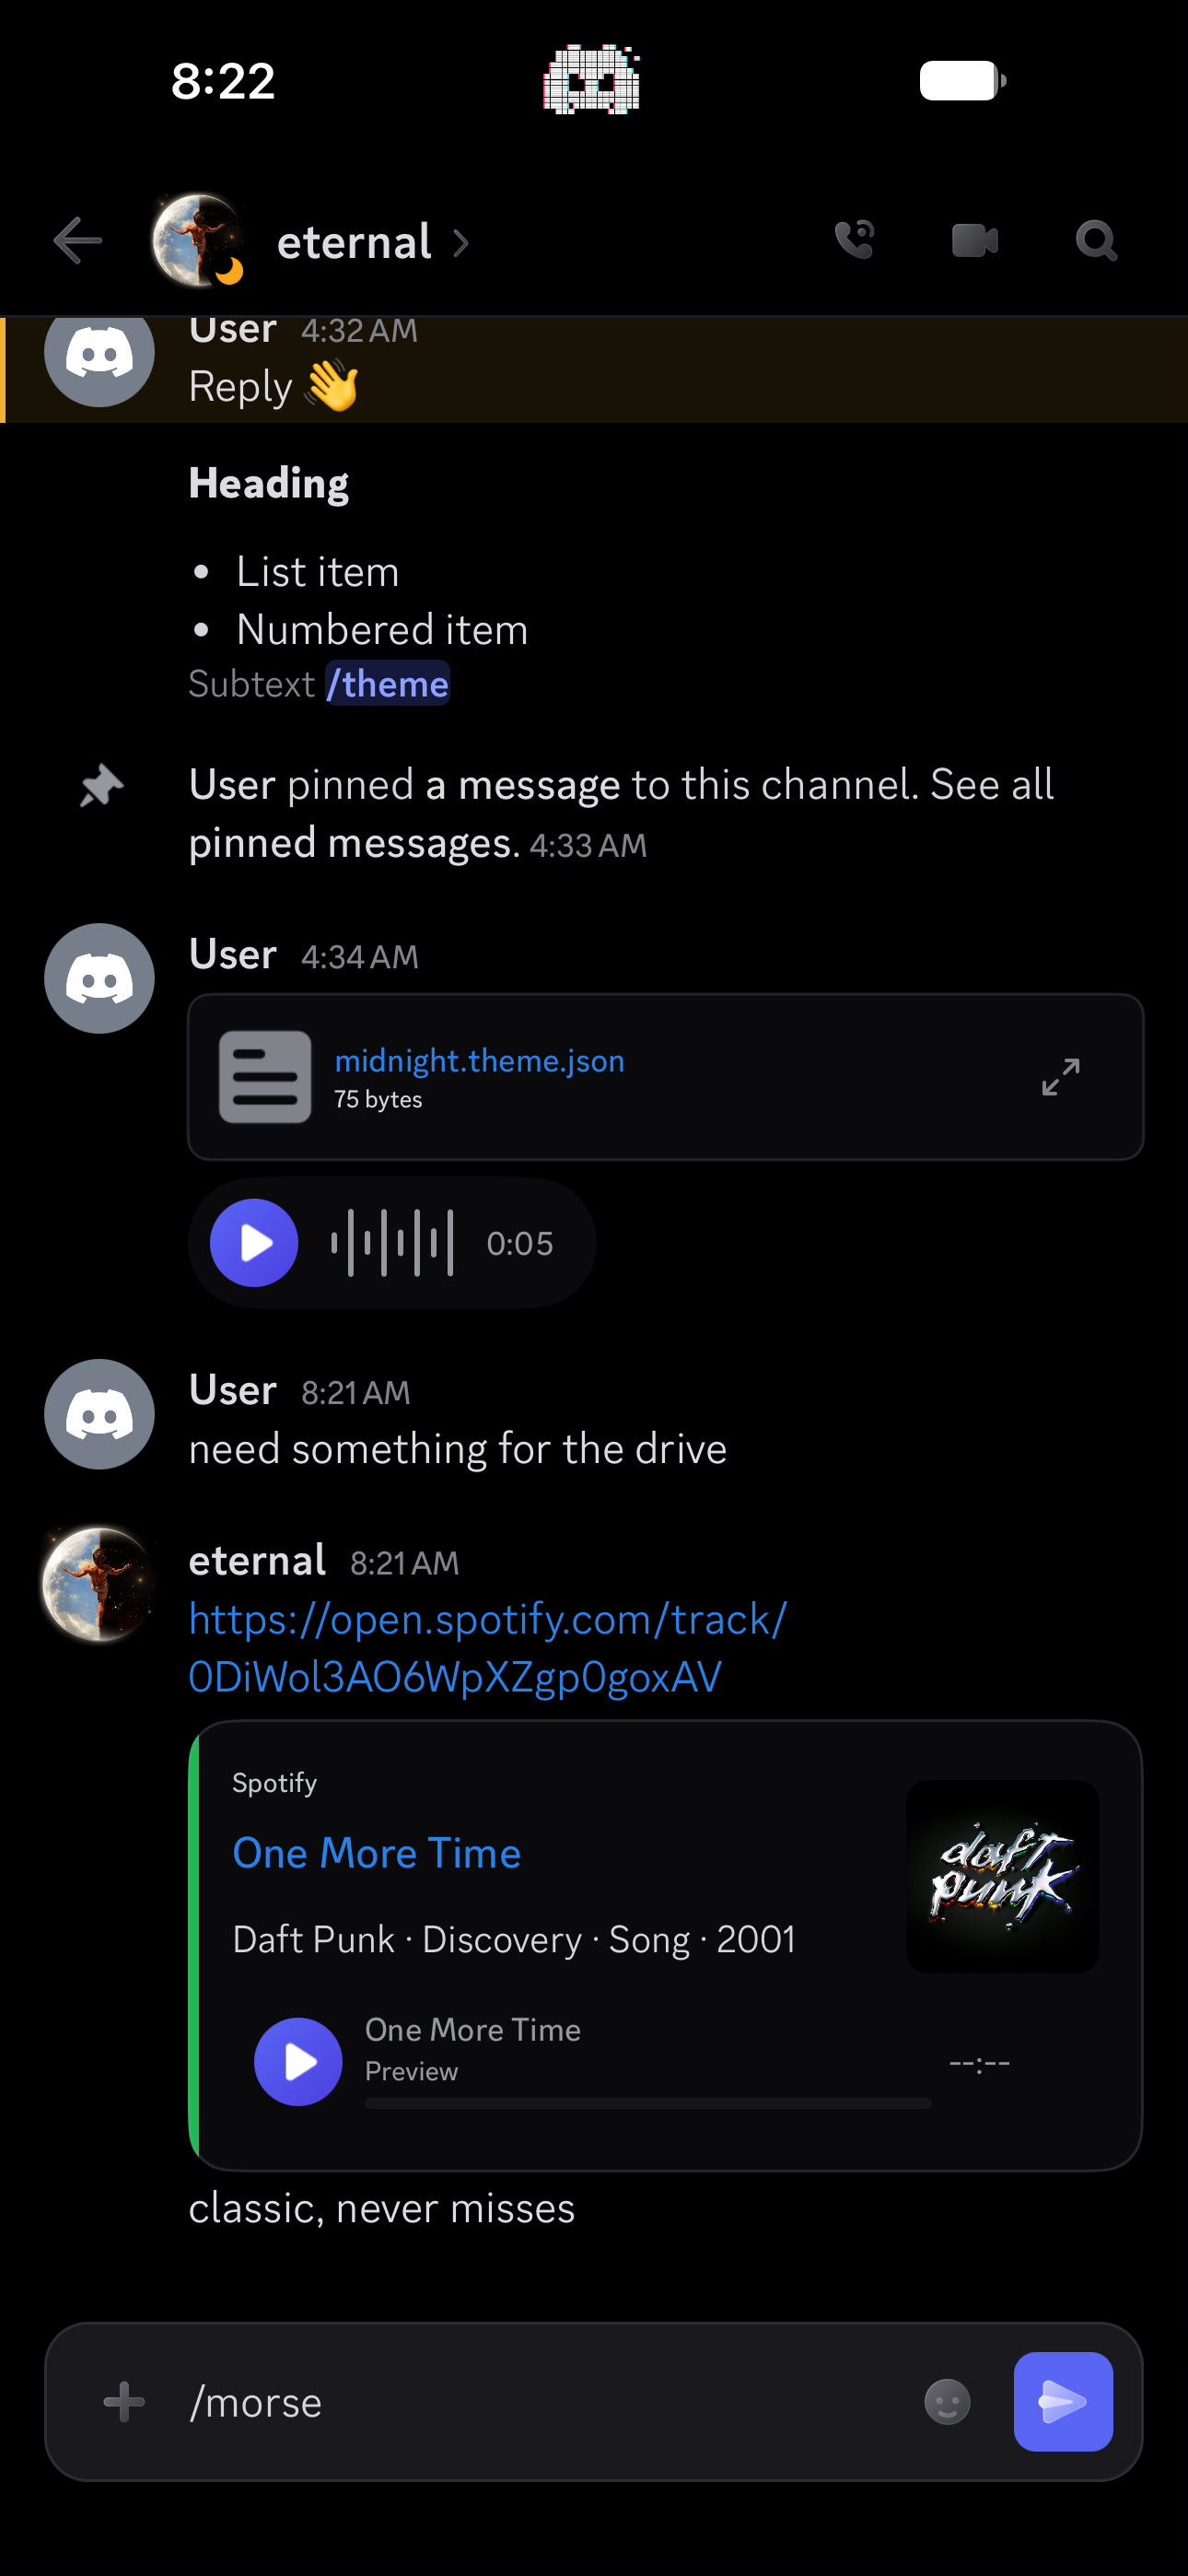 8:22
eternal
User 4:32 AM
Reply 👋
Heading
• List item
• Numbered item
Subtext /theme
User pinned a message to this channel. See all
pinned messages. 4:33 AM
User 4:34 AM
midnight.theme.json
75 bytes
0:05
User 8:21 AM
need something for the drive
eternal 8:21 AM
https://open.spotify.com/track/
0DiWol3AO6WpXZgp0goxAV
Spotify
One More Time
daft punk
Daft Punk · Discovery · Song · 2001
One More Time
Preview
--:--
classic, never misses
/morse